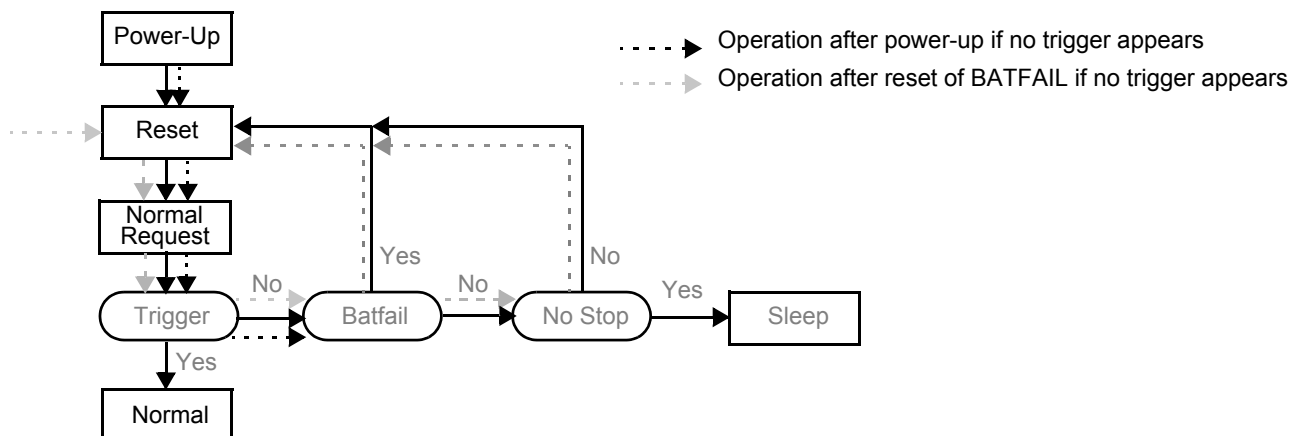 Power-Up
Operation after power-up if no trigger appears
Operation after reset of BATFAIL if no trigger appears
Reset
Normal
Request
Yes
No
No
No
Yes
Trigger
Batfail
No Stop
Sleep
Yes
Normal